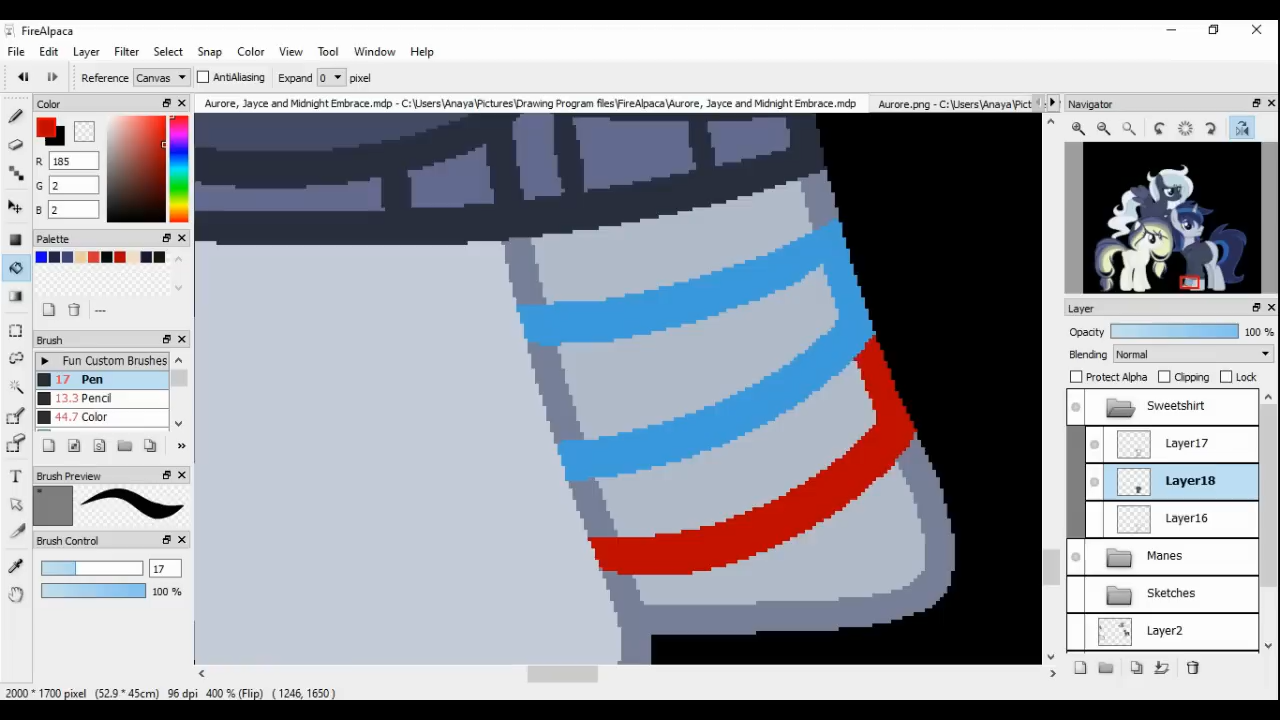 FireAlpaca
File Edit Layer Filter Select Snap Color View Tool Window Help
Reference Canvas AntiAliasing Expand 0 pixel
Color
Aurore, Jayce and Midnight Embrace.mdp - C:\Users\Anaya\Pictures\Drawing Program files\FireAlpaca\Aurore, Jayce and Midnight Embrace.mdp
Aurore.png - C:\Users\Anaya\Pict
Navigator
R 185
G 2
B 2
Palette
---
Brush
Fun Custom Brushes
17 Pen
13.3 Pencil
44.7 Color
Brush Preview
Brush Control
17
100 %
Layer
Opacity 100 %
Blending Normal
Protect Alpha Clipping Lock
Sweetshirt
Layer17
Layer18
Layer16
Manes
Sketches
Layer2
2000 * 1700 pixel (52.9 * 45cm) 96 dpi 400 % (Flip) ( 1246, 1650 )